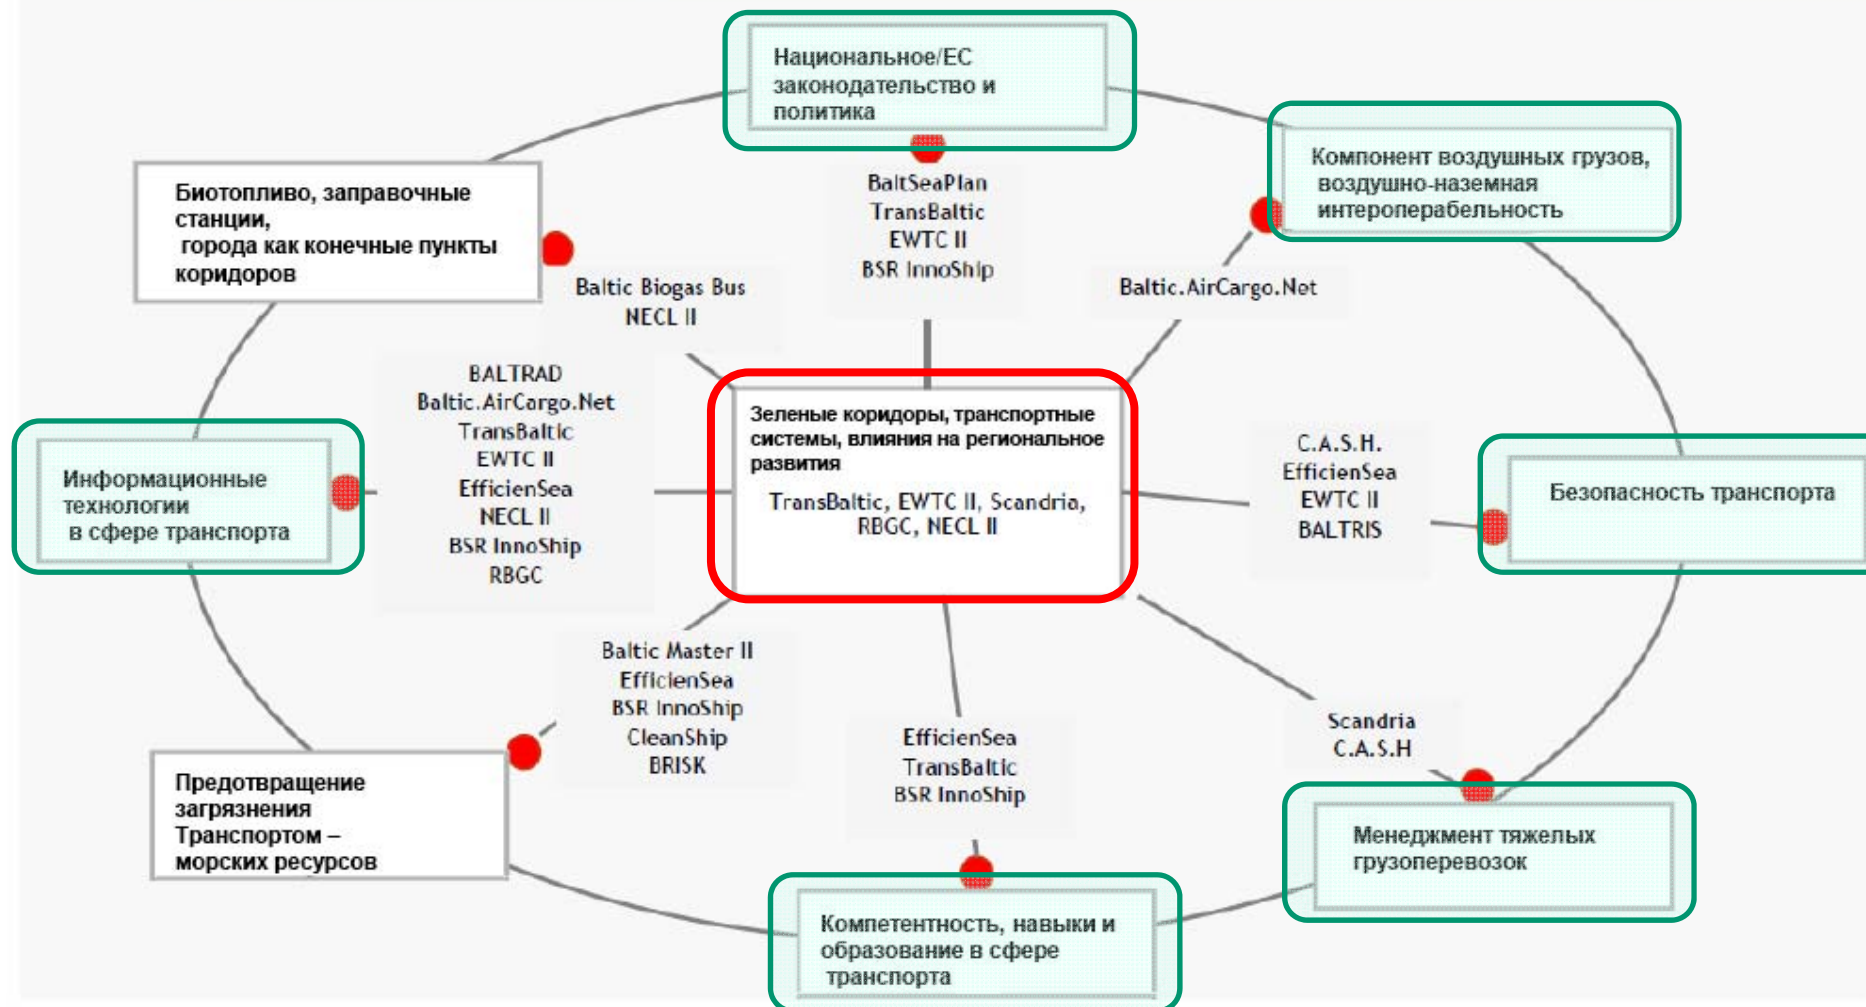 Национальное/ЕС
законодательство и
политика
Компонент воздушных грузов,
воздушно-наземная
интероперабельность
Биотопливо, заправочные
станции,
города как конечные пункты
коридоров
BaltSeaPlan
TransBaltic
EWTC II
BSR InnoShip
Baltic.AirCargo.Net
Baltic Biogas Bus
NECL II
BALTRAD
Baltic.AirCargo.Net
TransBaltic
EWTC II
EfficienSea
NECL II
BSR InnoShip
RBGC
Зеленые коридоры, транспортные
системы, влияния на региональное
развития
TransBaltic, EWTC II, Scandria,
RBGC, NECL II
C.A.S.H.
EfficienSea
EWTC II
BALTRIS
Безопасность транспорта
Информационные
технологии
в сфере транспорта
Baltic Master II
EfficienSea
BSR InnoShip
CleanShip
BRISK
EfficienSea
TransBaltic
BSR InnoShip
Scandria
C.A.S.H
Предотвращение
загрязнения
Транспортом –
морских ресурсов
Менеджмент тяжелых
грузоперевозок
Компетентность, навыки и
образование в сфере
транспорта